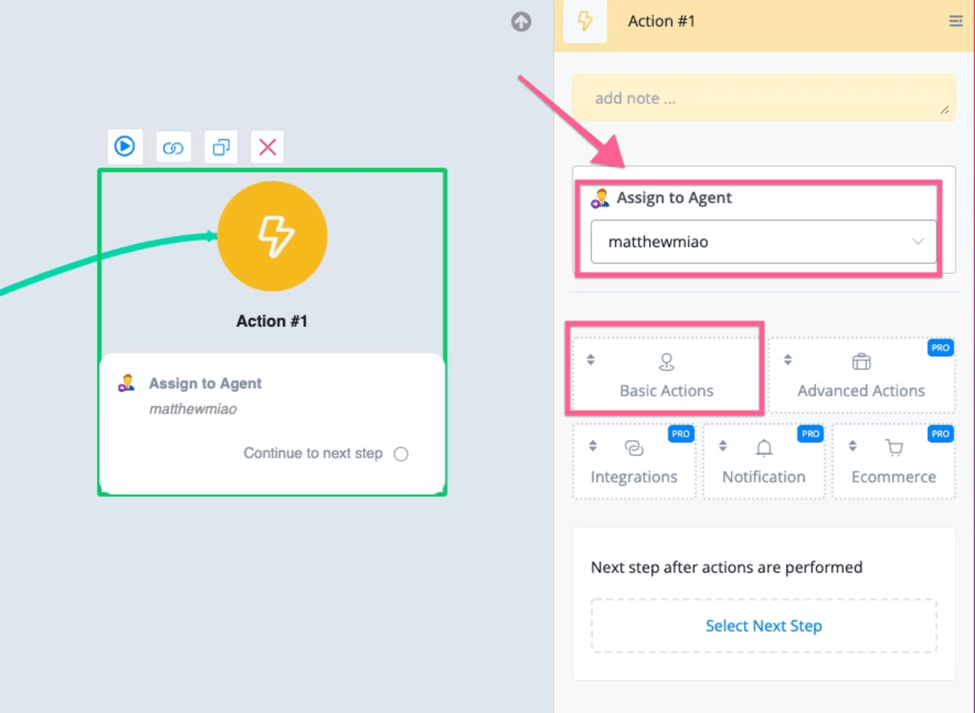 Action #1
add note ...
Assign to Agent
matthewmiao
Action #1
Assign to Agent
matthewmiao
Continue to next step
Basic Actions
PRO
Advanced Actions
PRO
Integrations
PRO
Notification
PRO
Ecommerce
Next step after actions are performed
Select Next Step